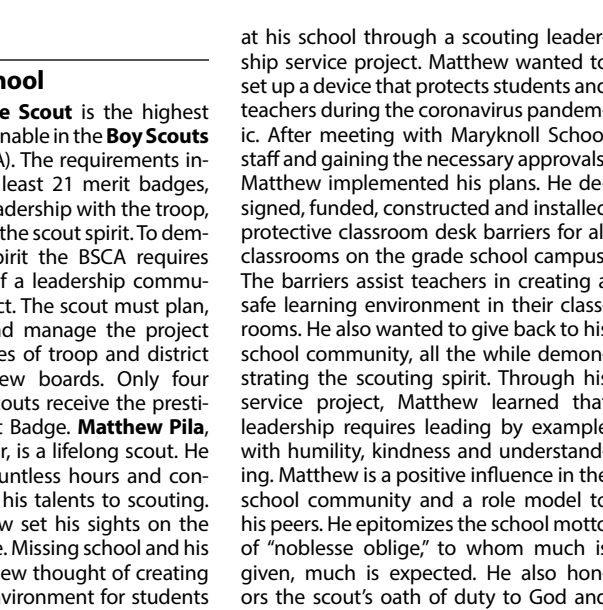 hool
e Scout is the highest
nable in the Boy Scouts
A). The requirements in-
least 21 merit badges,
adership with the troop,
the scout spirit. To dem-
pirit the BSCA requires
f a leadership commu-
ct. The scout must plan,
nd manage the project
es of troop and district
ew boards. Only four
couts receive the presti-
t Badge. Matthew Pila,
r, is a lifelong scout. He
untless hours and con-
his talents to scouting.
w set his sights on the
e. Missing school and his
ew thought of creating
vironment for students
at his school through a scouting leader-
ship service project. Matthew wanted to
set up a device that protects students and
teachers during the coronavirus pandem-
ic. After meeting with Maryknoll School
staff and gaining the necessary approvals,
Matthew implemented his plans. He de-
signed, funded, constructed and installed
protective classroom desk barriers for all
classrooms on the grade school campus.
The barriers assist teachers in creating a
safe learning environment in their class-
rooms. He also wanted to give back to his
school community, all the while demon-
strating the scouting spirit. Through his
service project, Matthew learned that
leadership requires leading by example
with humility, kindness and understand-
ing. Matthew is a positive influence in the
school community and a role model to
his peers. He epitomizes the school motto
of “noblesse oblige,” to whom much is
given, much is expected. He also hon-
ors the scout’s oath of duty to God and